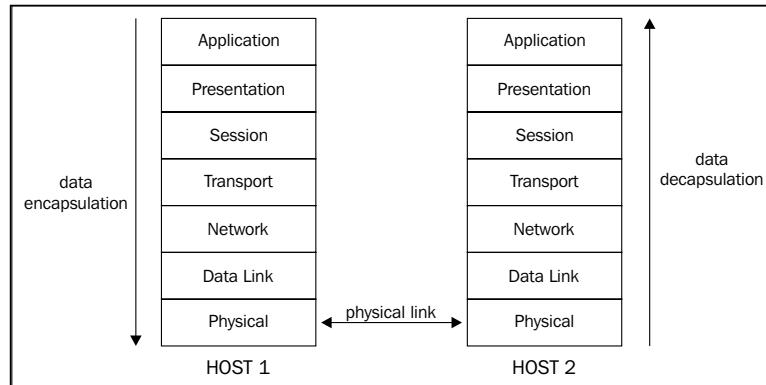 data
encapsulation
Application
Presentation
Session
Transport
Network
Data Link
Physical
HOST 1
physical link
Application
Presentation
Session
Transport
Network
Data Link
Physical
HOST 2
data
decapsulation